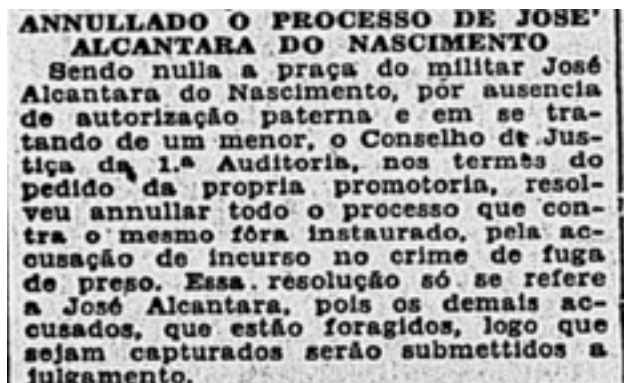 ANNULLADO O PROCESSO DE JOSE'
ALCANTARA DO NASCIMENTO
Sendo nulla a praça do militar José
Alcantara do Nascimento, por ausencia
de autorização paterna e em se tra-
tando de um menor, o Conselho de Jus-
tiça da 1.ª Auditoria, nos termes do
pedido da propria promotoria, resol-
veu annullar todo o processo que con-
tra o mesmo fôra instaurado, pela ac-
cusação de incurso no crime de fuga
de preso. Essa resolução só se refere
a José Alcantara, pois os demais ac-
cusados, que estão foragidos, logo que
sejam capturados serão submettidos a
julgamento.